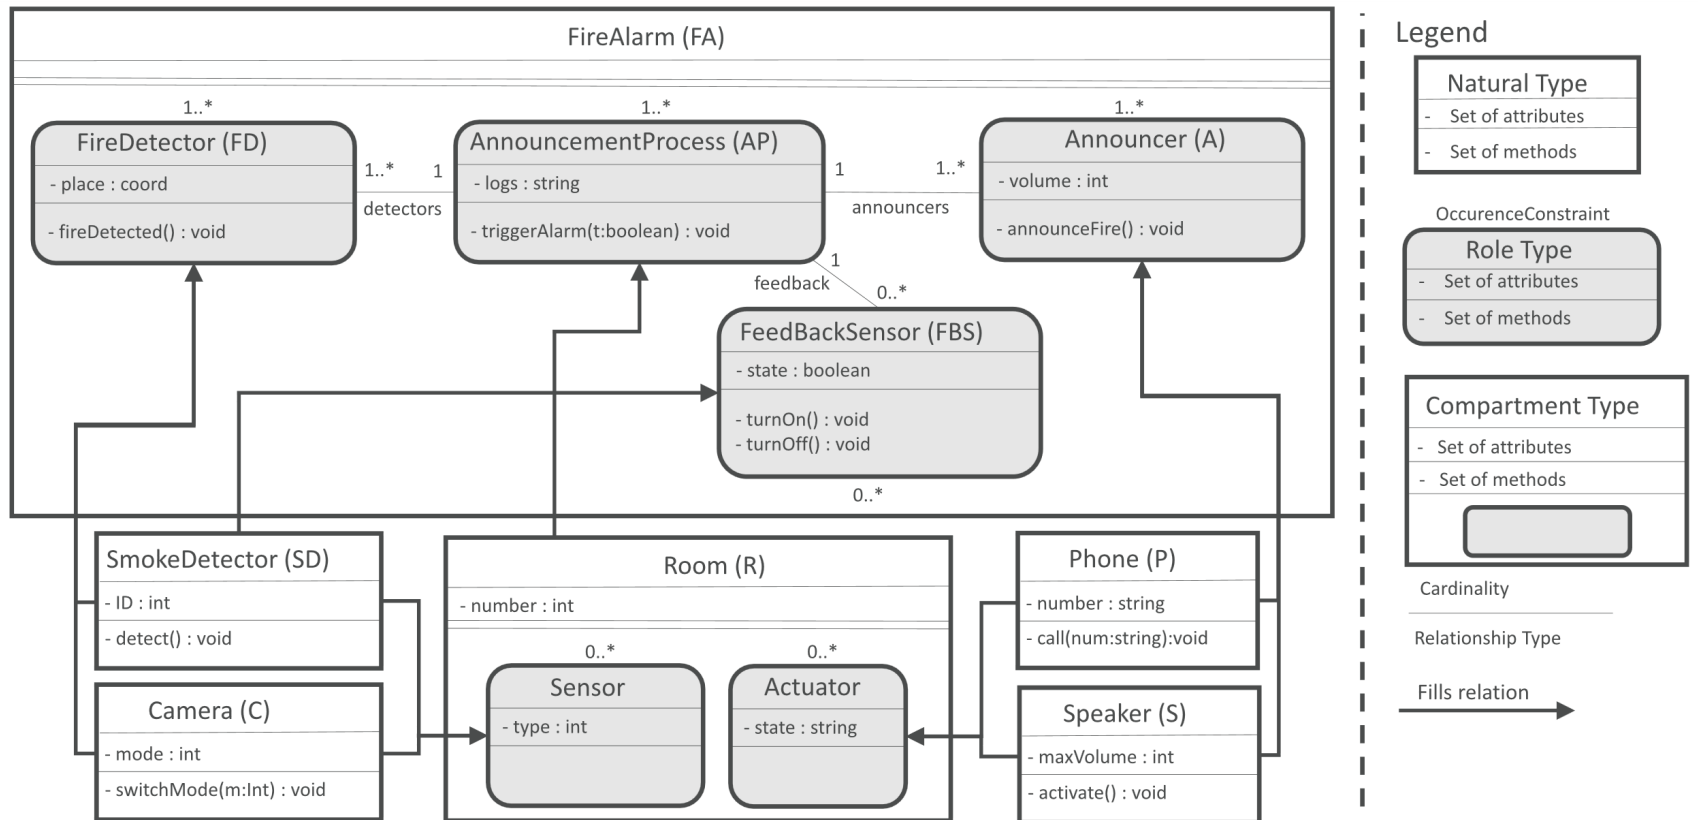 FireAlarm (FA)
1..*
1..*
1..*
FireDetector (FD)
- place : coord
- fireDetected() : void
1..*
1
detectors
AnnouncementProcess (AP)
- logs : string
- triggerAlarm(t:boolean) : void
1
1..*
announcers
Announcer (A)
- volume : int
- announceFire() : void
1
feedback
0..*
FeedBackSensor (FBS)
- state : boolean
- turnOn() : void
- turnOff() : void
0..*
SmokeDetector (SD)
- ID : int
- detect() : void
Camera (C)
- mode : int
- switchMode(m:Int) : void
Room (R)
- number : int
0..*
0..*
Sensor
- type : int
Actuator
- state : string
Phone (P)
- number : string
- call(num:string):void
Speaker (S)
- maxVolume : int
- activate() : void
Legend
Natural Type
- Set of attributes
- Set of methods
OccurenceConstraint
Role Type
- Set of attributes
- Set of methods
Compartment Type
- Set of attributes
- Set of methods
Cardinality
Relationship Type
Fills relation